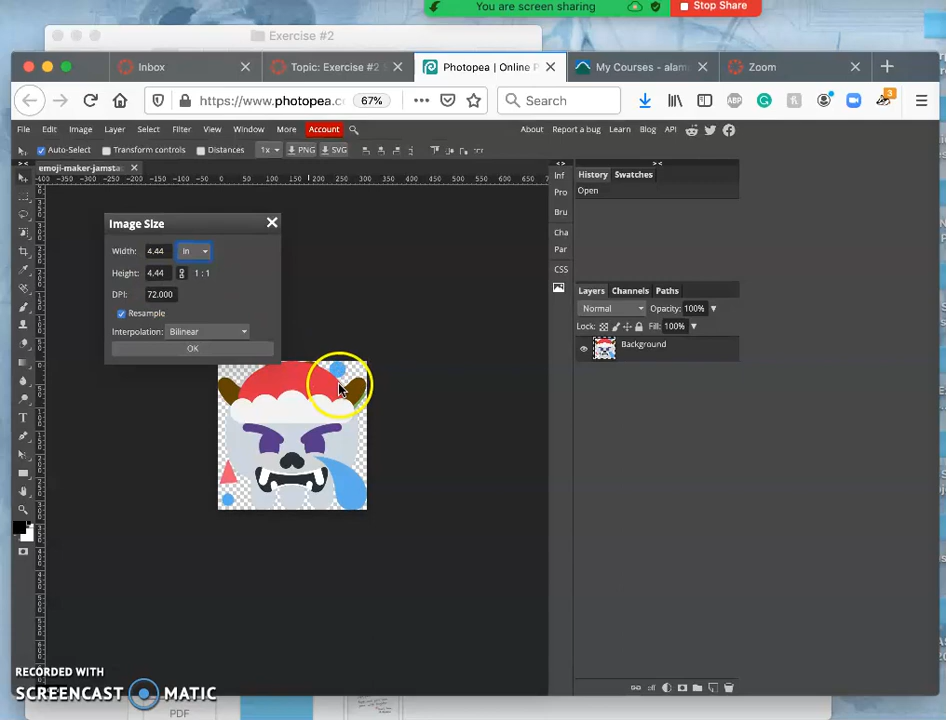 You are screen sharing
Stop Share
Exercise #2
Inbox
Topic: Exercise #2
Photopea | Online P
My Courses - alam
Zoom
https://www.photopea.co
67%
Search
ABP
3
File Edit Image Layer Select Filter View Window More Account
About Report a bug Learn Blog API
Auto-Select Transform controls Distances 1x PNG SVG
emoji-maker-jamsta
Image Size
Width: 4.44 In
Height: 4.44 1 : 1
DPI: 72.000
Resample
Interpolation: Bilinear
OK
Inf
Pro
Bru
Cha
Par
CSS
History Swatches
Open
Layers Channels Paths
Normal Opacity: 100%
Lock: Fill: 100%
Background
RECORDED WITH
SCREENCAST MATIC
PDF